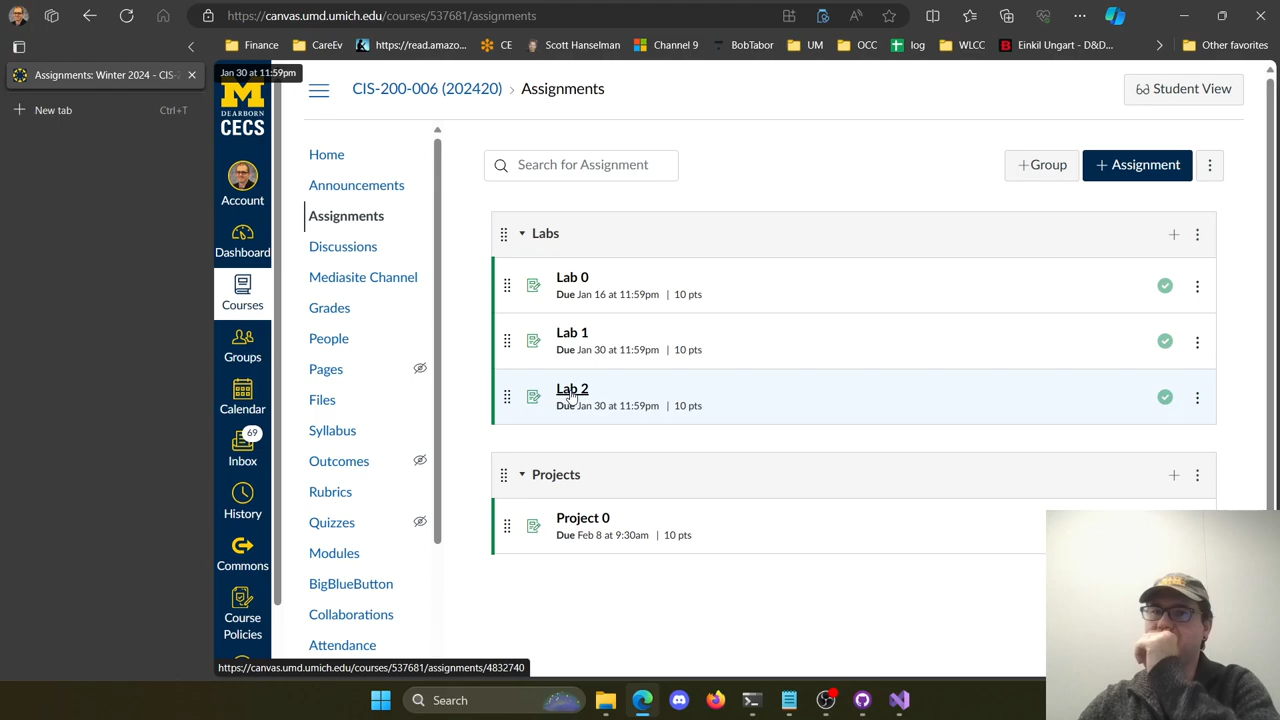 https://canvas.umd.umich.edu/courses/537681/assignments
Finance
CareEv
https://read.amazo...
CE
Scott Hanselman
Channel 9
BobTabor
UM
OCC
log
WLCC
Einkil Ungart - D&D...
Other favorites
Assignments: Winter 2024 - CIS-2
New tab
Ctrl+T
Jan 30 at 11:59pm
M
DEARBORN
CECS
Account
Dashboard
Courses
Groups
Calendar
69
Inbox
History
Commons
Course
Policies
CIS-200-006 (202420) › Assignments
Student View
Home
Announcements
Assignments
Discussions
Mediasite Channel
Grades
People
Pages
Files
Syllabus
Outcomes
Rubrics
Quizzes
Modules
BigBlueButton
Collaborations
Attendance
Search for Assignment
+Group
+ Assignment
Labs
Lab 0
Due Jan 16 at 11:59pm | 10 pts
Lab 1
Due Jan 30 at 11:59pm | 10 pts
Lab 2
Due Jan 30 at 11:59pm | 10 pts
Projects
Project 0
Due Feb 8 at 9:30am | 10 pts
https://canvas.umd.umich.edu/courses/537681/assignments/4832740
Search